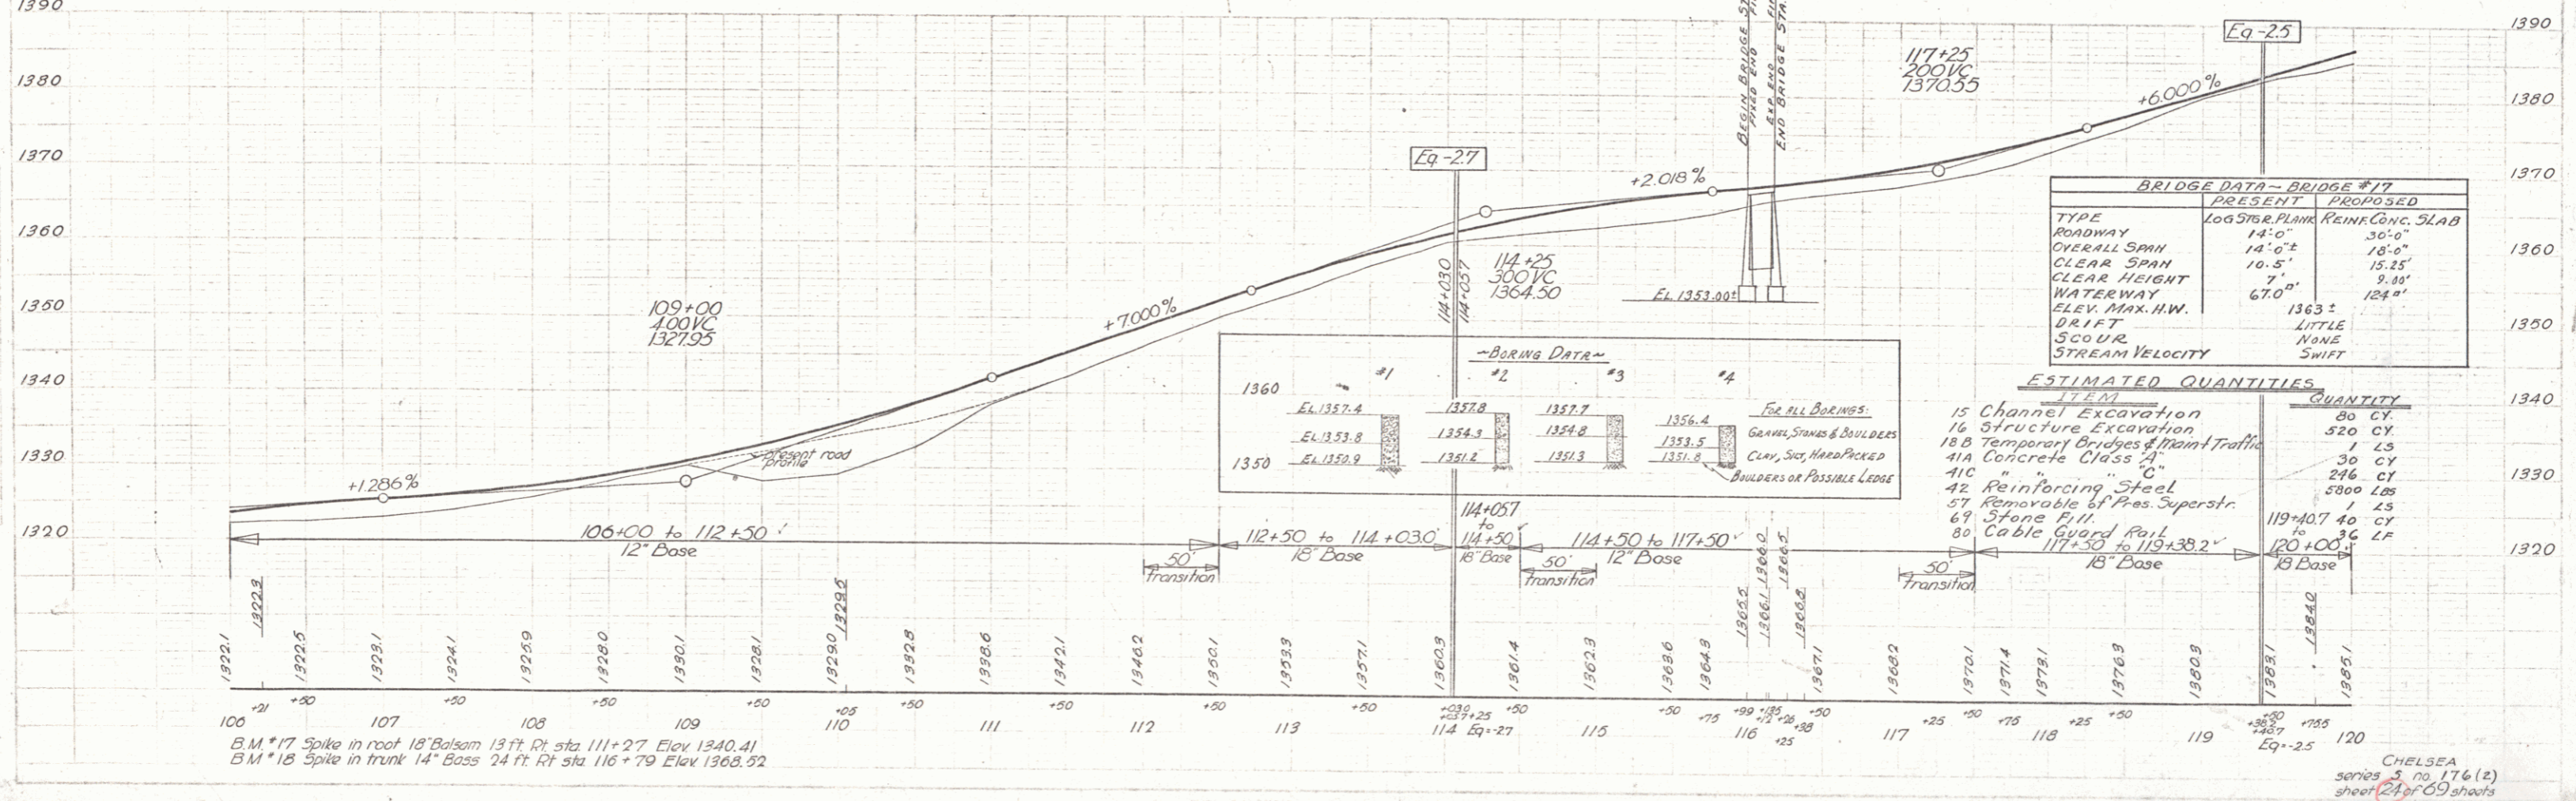 1390
1380
1370
1360
1350
1340
1330
1320
109+00
400VC
1327.95
+1.286%
present road
profile
+7.000%
Eq.-2.7
114+03.0
114+05.7
114+25
300VC
1364.50
+2.018%
BEGIN BRIDGE
FIXED END
EXP. END
END BRIDGE STA.
EL. 1353.00±
117+25
200VC
1370.55
+6.000%
Eq-2.5
1390
1380
1370
1360
1350
1340
1330
1320
BRIDGE DATA~ BRIDGE #17
PRESENT PROPOSED
TYPE LOG STGR. PLANK REINF. CONC. SLAB
ROADWAY 14'-0" 30'-0"
OVERALL SPAN 14'-0"± 18'-0"
CLEAR SPAN 10.5' 15.25'
CLEAR HEIGHT 7' 9.00'
WATERWAY 67.0□' 124□'
ELEV. MAX. H.W. 1363±
DRIFT LITTLE
SCOUR NONE
STREAM VELOCITY SWIFT
~BORING DATA~
#1 #2 #3 #4
1360
1350
EL.1357.4 1357.8 1357.7 1356.4
EL.1353.8 1354.3 1354.8 1353.5
EL.1350.9 1351.2 1351.3 1351.8
FOR ALL BORINGS:
GRAVEL, STONES & BOULDERS
CLAY, SILT, HARD PACKED
BOULDERS OR POSSIBLE LEDGE
ESTIMATED QUANTITIES
ITEM QUANTITY
15 Channel Excavation 80 CY.
16 Structure Excavation 520 CY.
18B Temporary Bridges & Maint Traffic 1 LS
41A Concrete Class "A" 30 CY
41C " " "C" 246 CY
42 Reinforcing Steel 5800 LBS
57 Removable of Pres. Superstr. 1 LS
69 Stone Fill. 40 CY
80 Cable Guard Rail 36 LF
106+00 to 112+50
12" Base
50'
transition
112+50 to 114+03.0
18" Base
114+05.7
to
114+50
18" Base
114+50 to 117+50
12" Base
50'
transition
50'
transition
117+50 to 119+38.2
18" Base
119+40.7
to
120+00
18 Base
1322.1 1322.3 1322.5 1323.1 1324.1 1325.9 1328.0 1330.1 1328.1 1329.0 1329.5 1332.8 1338.6 1342.1 1346.2 1350.1 1353.3 1357.1 1360.3 1361.4 1362.3 1363.6 1364.3 1365.5 1366.1 1366.0 1366.5 1366.8 1367.1 1368.2 1370.1 1371.4 1373.1 1376.3 1380.3 1383.1 1384.0 1385.1
106 +21 +50 107 +50 108 +50 109 +50 110 +05 +50 111 +50 112 +50 113 +50 114 +03.0 +05.7+25 Eq=-2.7 +50 115 +50 +75 +99 116 +25 +38 +50 117 +25 +50 +75 118 +25 +50 119 +38.2 +40.7 +50 Eq=-2.5 +75.5 120
B.M. #17 Spike in root 18" Balsam 13 ft. Rt. sta. 111+27 Elev. 1340.41
B.M #18 Spike in trunk 14" Bass 24 ft. Rt sta. 116+79 Elev. 1368.52
CHELSEA
series S no. 176 (2)
sheet 24 of 69 sheets